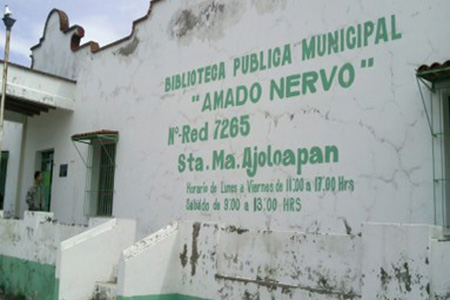 BIBLIOTECA PUBLICA MUNICIPAL
"AMADO NERVO"
Nº-Red 7265
Sta. Ma. Ajoloapan
Horario de Lunes a Viernes de 11:00 a 17:00 Hrs
Sabado de 9:00 a 13:00 HRS